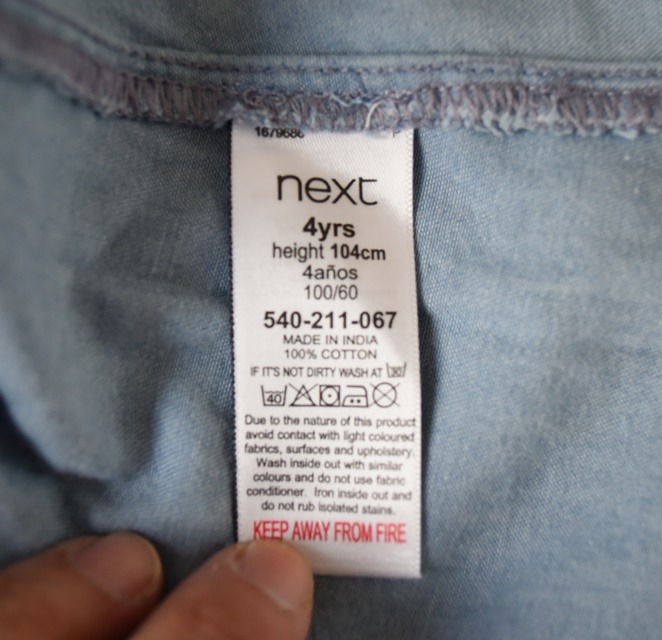 next
4yrs
height 104cm
4años
100/60
540-211-067
MADE IN INDIA
100% COTTON
IF IT'S NOT DIRTY WASH AT 30
40
Due to the nature of this product
avoid contact with light coloured
fabrics, surfaces and upholstery.
Wash inside out with similar
colours and do not use fabric
conditioner. Iron inside out and
do not rub isolated stains.
KEEP AWAY FROM FIRE